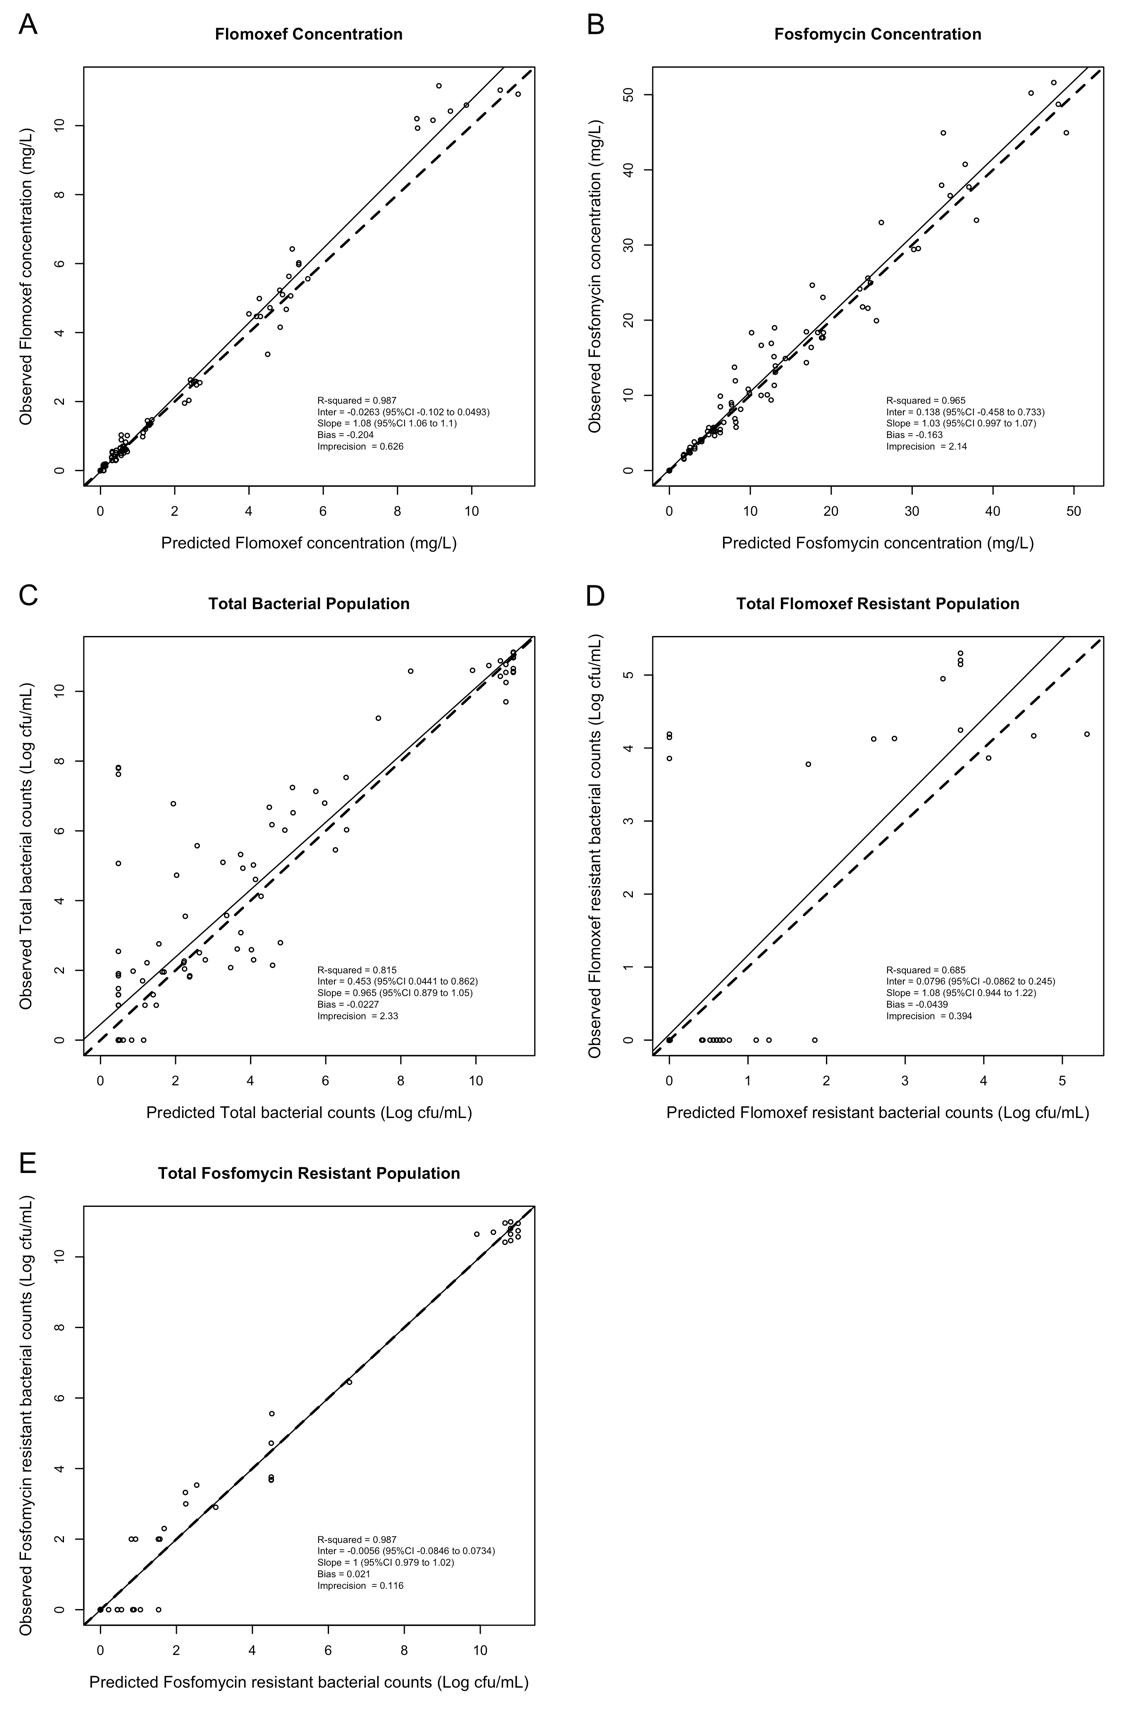 A
Flomoxef Concentration
Observed Flomoxef concentration (mg/L)
10
8
6
4
2
0
R-squared = 0.987
Inter = -0.0263 (95%CI -0.102 to 0.0493)
Slope = 1.08 (95%CI 1.06 to 1.1)
Bias = -0.204
Imprecision = 0.626
0 2 4 6 8 10
Predicted Flomoxef concentration (mg/L)
B
Fosfomycin Concentration
Observed Fosfomycin concentration (mg/L)
50
40
30
20
10
0
R-squared = 0.965
Inter = 0.138 (95%CI -0.458 to 0.733)
Slope = 1.03 (95%CI 0.997 to 1.07)
Bias = -0.163
Imprecision = 2.14
0 10 20 30 40 50
Predicted Fosfomycin concentration (mg/L)
C
Total Bacterial Population
Observed Total bacterial counts (Log cfu/mL)
10
8
6
4
2
0
R-squared = 0.815
Inter = 0.453 (95%CI 0.0441 to 0.862)
Slope = 0.965 (95%CI 0.879 to 1.05)
Bias = -0.0227
Imprecision = 2.33
0 2 4 6 8 10
Predicted Total bacterial counts (Log cfu/mL)
D
Total Flomoxef Resistant Population
Observed Flomoxef resistant bacterial counts (Log cfu/mL)
5
4
3
2
1
0
R-squared = 0.685
Inter = 0.0796 (95%CI -0.0862 to 0.245)
Slope = 1.08 (95%CI 0.944 to 1.22)
Bias = -0.0439
Imprecision = 0.394
0 1 2 3 4 5
Predicted Flomoxef resistant bacterial counts (Log cfu/mL)
E
Total Fosfomycin Resistant Population
Observed Fosfomycin resistant bacterial counts (Log cfu/mL)
10
8
6
4
2
0
R-squared = 0.987
Inter = -0.0056 (95%CI -0.0846 to 0.0734)
Slope = 1 (95%CI 0.979 to 1.02)
Bias = 0.021
Imprecision = 0.116
0 2 4 6 8 10
Predicted Fosfomycin resistant bacterial counts (Log cfu/mL)